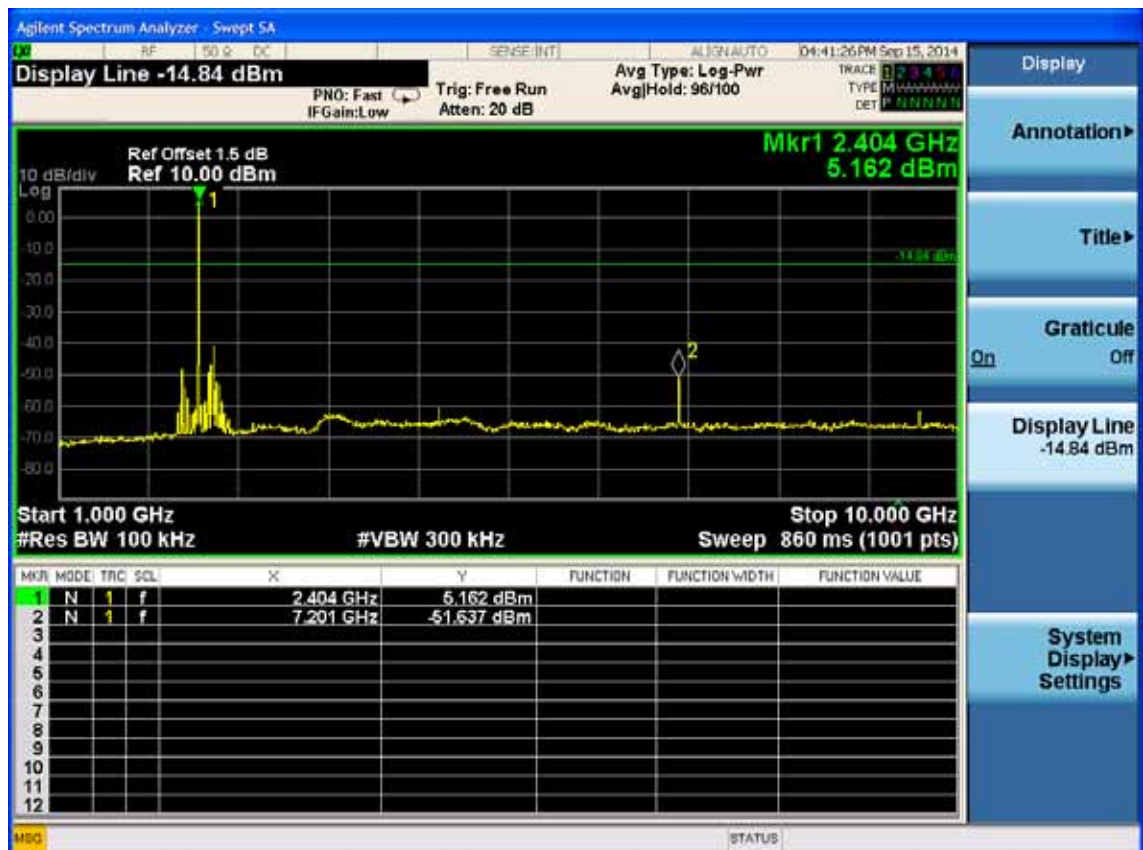 Agilent Spectrum Analyzer - Swept SA
RF 50 Ω DC SENSE:INT ALIGNAUTO 04:41:26PM Sep 15, 2014
Display Line -14.84 dBm
PNO: Fast
IFGain:Low
Trig: Free Run
Atten: 20 dB
Avg Type: Log-Pwr
Avg|Hold: 96/100
TRACE 1 2 3 4 5 6
TYPE M
DET P N N N N N
Mkr1 2.404 GHz
5.162 dBm
Ref Offset 1.5 dB
10 dB/div Ref 10.00 dBm
Log
1
0.00
-10.0
-14.84 dBm
-20.0
-30.0
-40.0
2
-50.0
-60.0
-70.0
-80.0
Start 1.000 GHz Stop 10.000 GHz
#Res BW 100 kHz #VBW 300 kHz Sweep 860 ms (1001 pts)
MKR MODE TRC SCL X Y FUNCTION FUNCTION WIDTH FUNCTION VALUE
1 N 1 f 2.404 GHz 5.162 dBm
2 N 1 f 7.201 GHz -51.637 dBm
3
4
5
6
7
8
9
10
11
12
MSG STATUS
Display
Annotation
Title
Graticule
On Off
Display Line
-14.84 dBm
System
Display
Settings